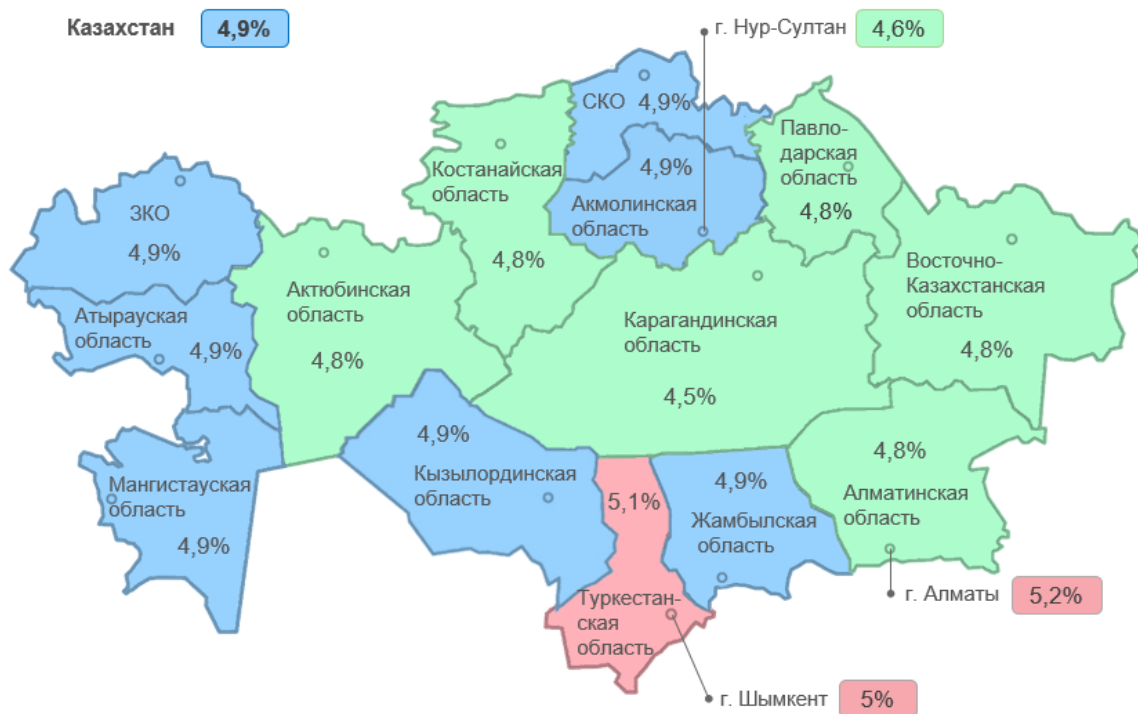 Казахстан 4,9%
г. Нур-Султан 4,6%
СКО 4,9%
Павло-
дарская
область
4,8%
Костанайская
область
4,8%
4,9%
Акмолинская
область
ЗКО
4,9%
Восточно-
Казахстанская
область
4,8%
Актюбинская
область
4,8%
Атырауская
область
4,9%
Карагандинская
область
4,5%
4,9%
Кызылординская
область
4,8%
Алматинская
область
Мангистауская
область
4,9%
5,1%
Туркестан-
ская
область
4,9%
Жамбылская
область
г. Алматы 5,2%
г. Шымкент 5%